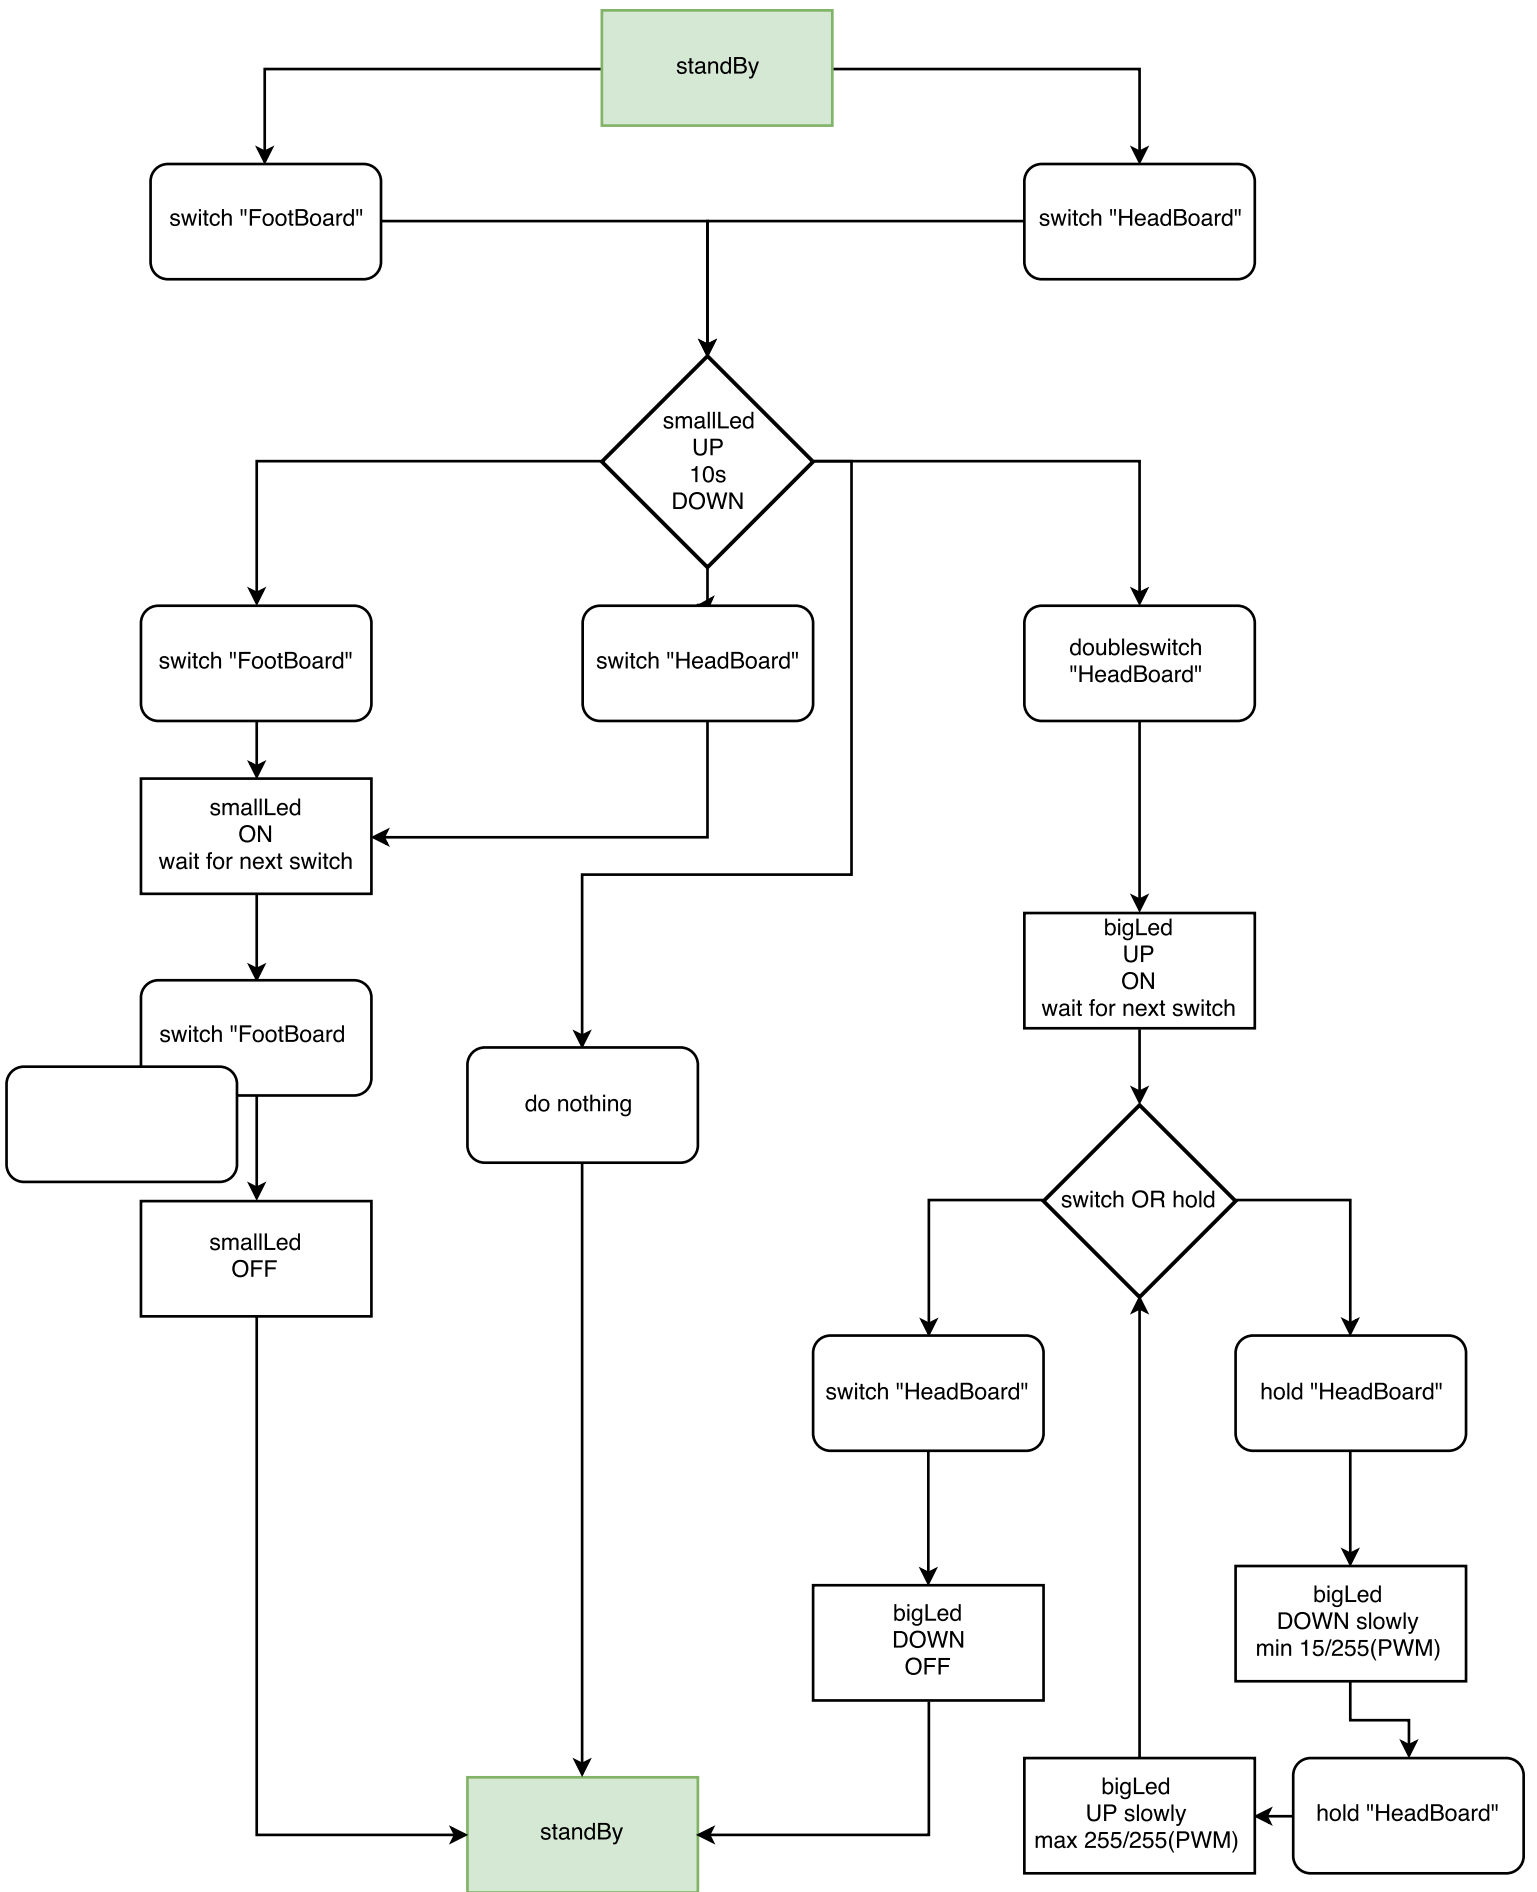 standBy
switch "FootBoard"
switch "HeadBoard"
smallLed
UP
10s
DOWN
switch "FootBoard"
switch "HeadBoard"
doubleswitch
"HeadBoard"
smallLed
ON
wait for next switch
bigLed
UP
ON
wait for next switch
switch "FootBoard
do nothing
switch OR hold
smallLed
OFF
switch "HeadBoard"
hold "HeadBoard"
bigLed
DOWN
OFF
bigLed
DOWN slowly
min 15/255(PWM)
standBy
bigLed
UP slowly
max 255/255(PWM)
hold "HeadBoard"